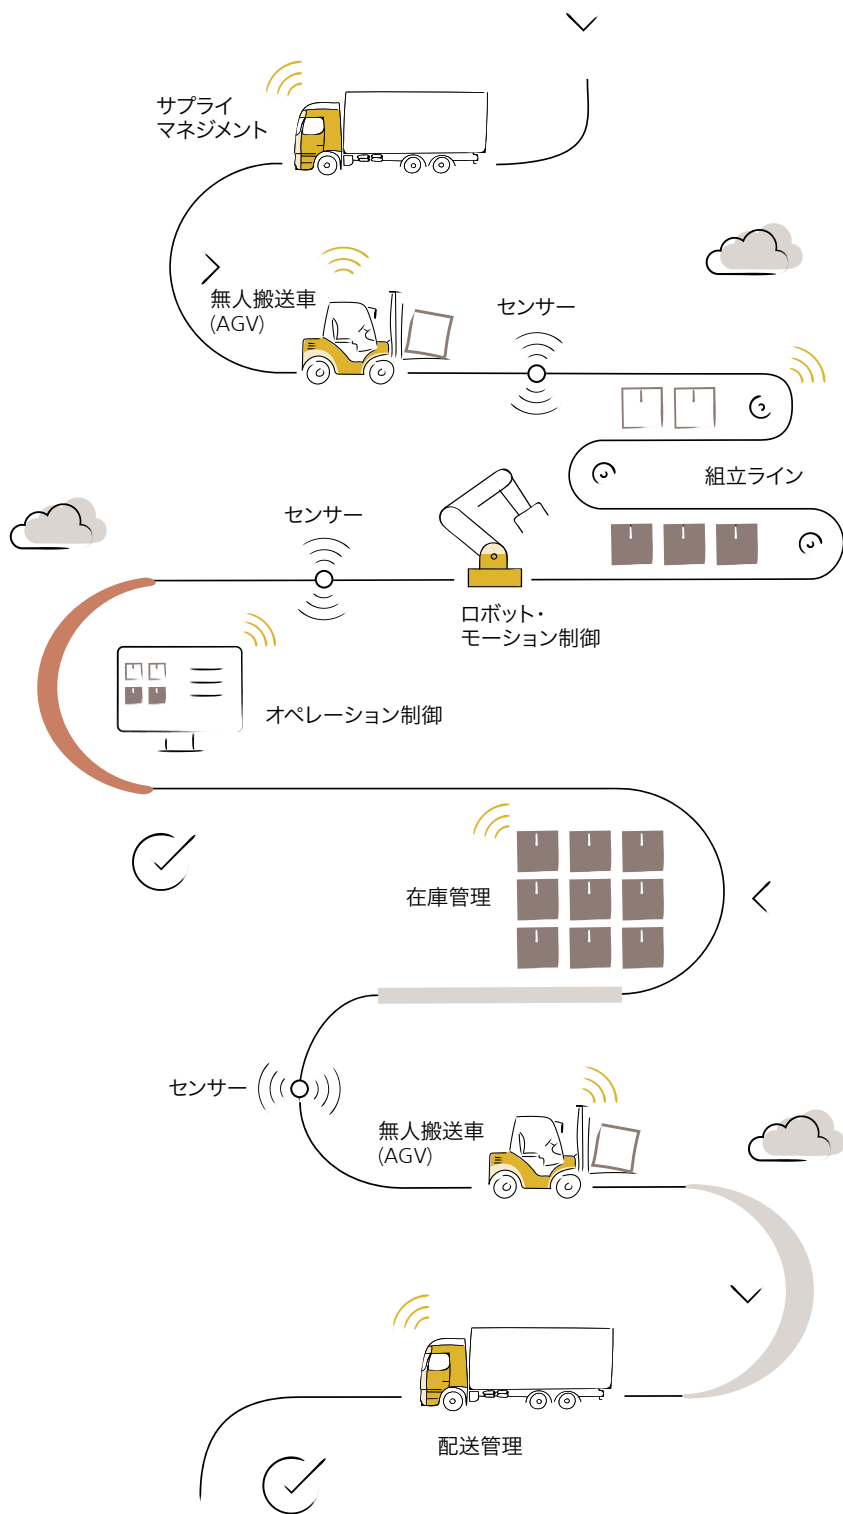 サプライ
マネジメント
無人搬送車
(AGV)
センサー
組立ライン
センサー
ロボット・
モーション制御
オペレーション制御
在庫管理
センサー
無人搬送車
(AGV)
配送管理